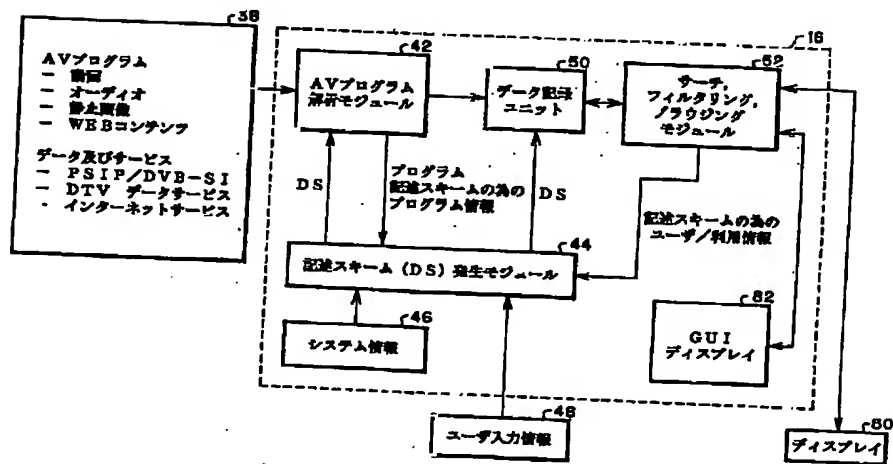 38
AVプログラム
— 動画
— オーディオ
— 静止画像
— WEBコンテンツ
データ及びサービス
— PSIP/DVB-SI
— DTV データサービス
- インターネットサービス
16
42
AVプログラム
解析モジュール
50
データ記録
ユニット
52
サーチ、
フィルタリング、
ブラウジング
モジュール
DS
プログラム
記述スキームの為の
プログラム情報
DS
記述スキームの為の
ユーザ/利用情報
44
記述スキーム(DS)発生モジュール
46
システム情報
82
GUI
ディスプレイ
48
ユーザ入力情報
80
ディスプレイ